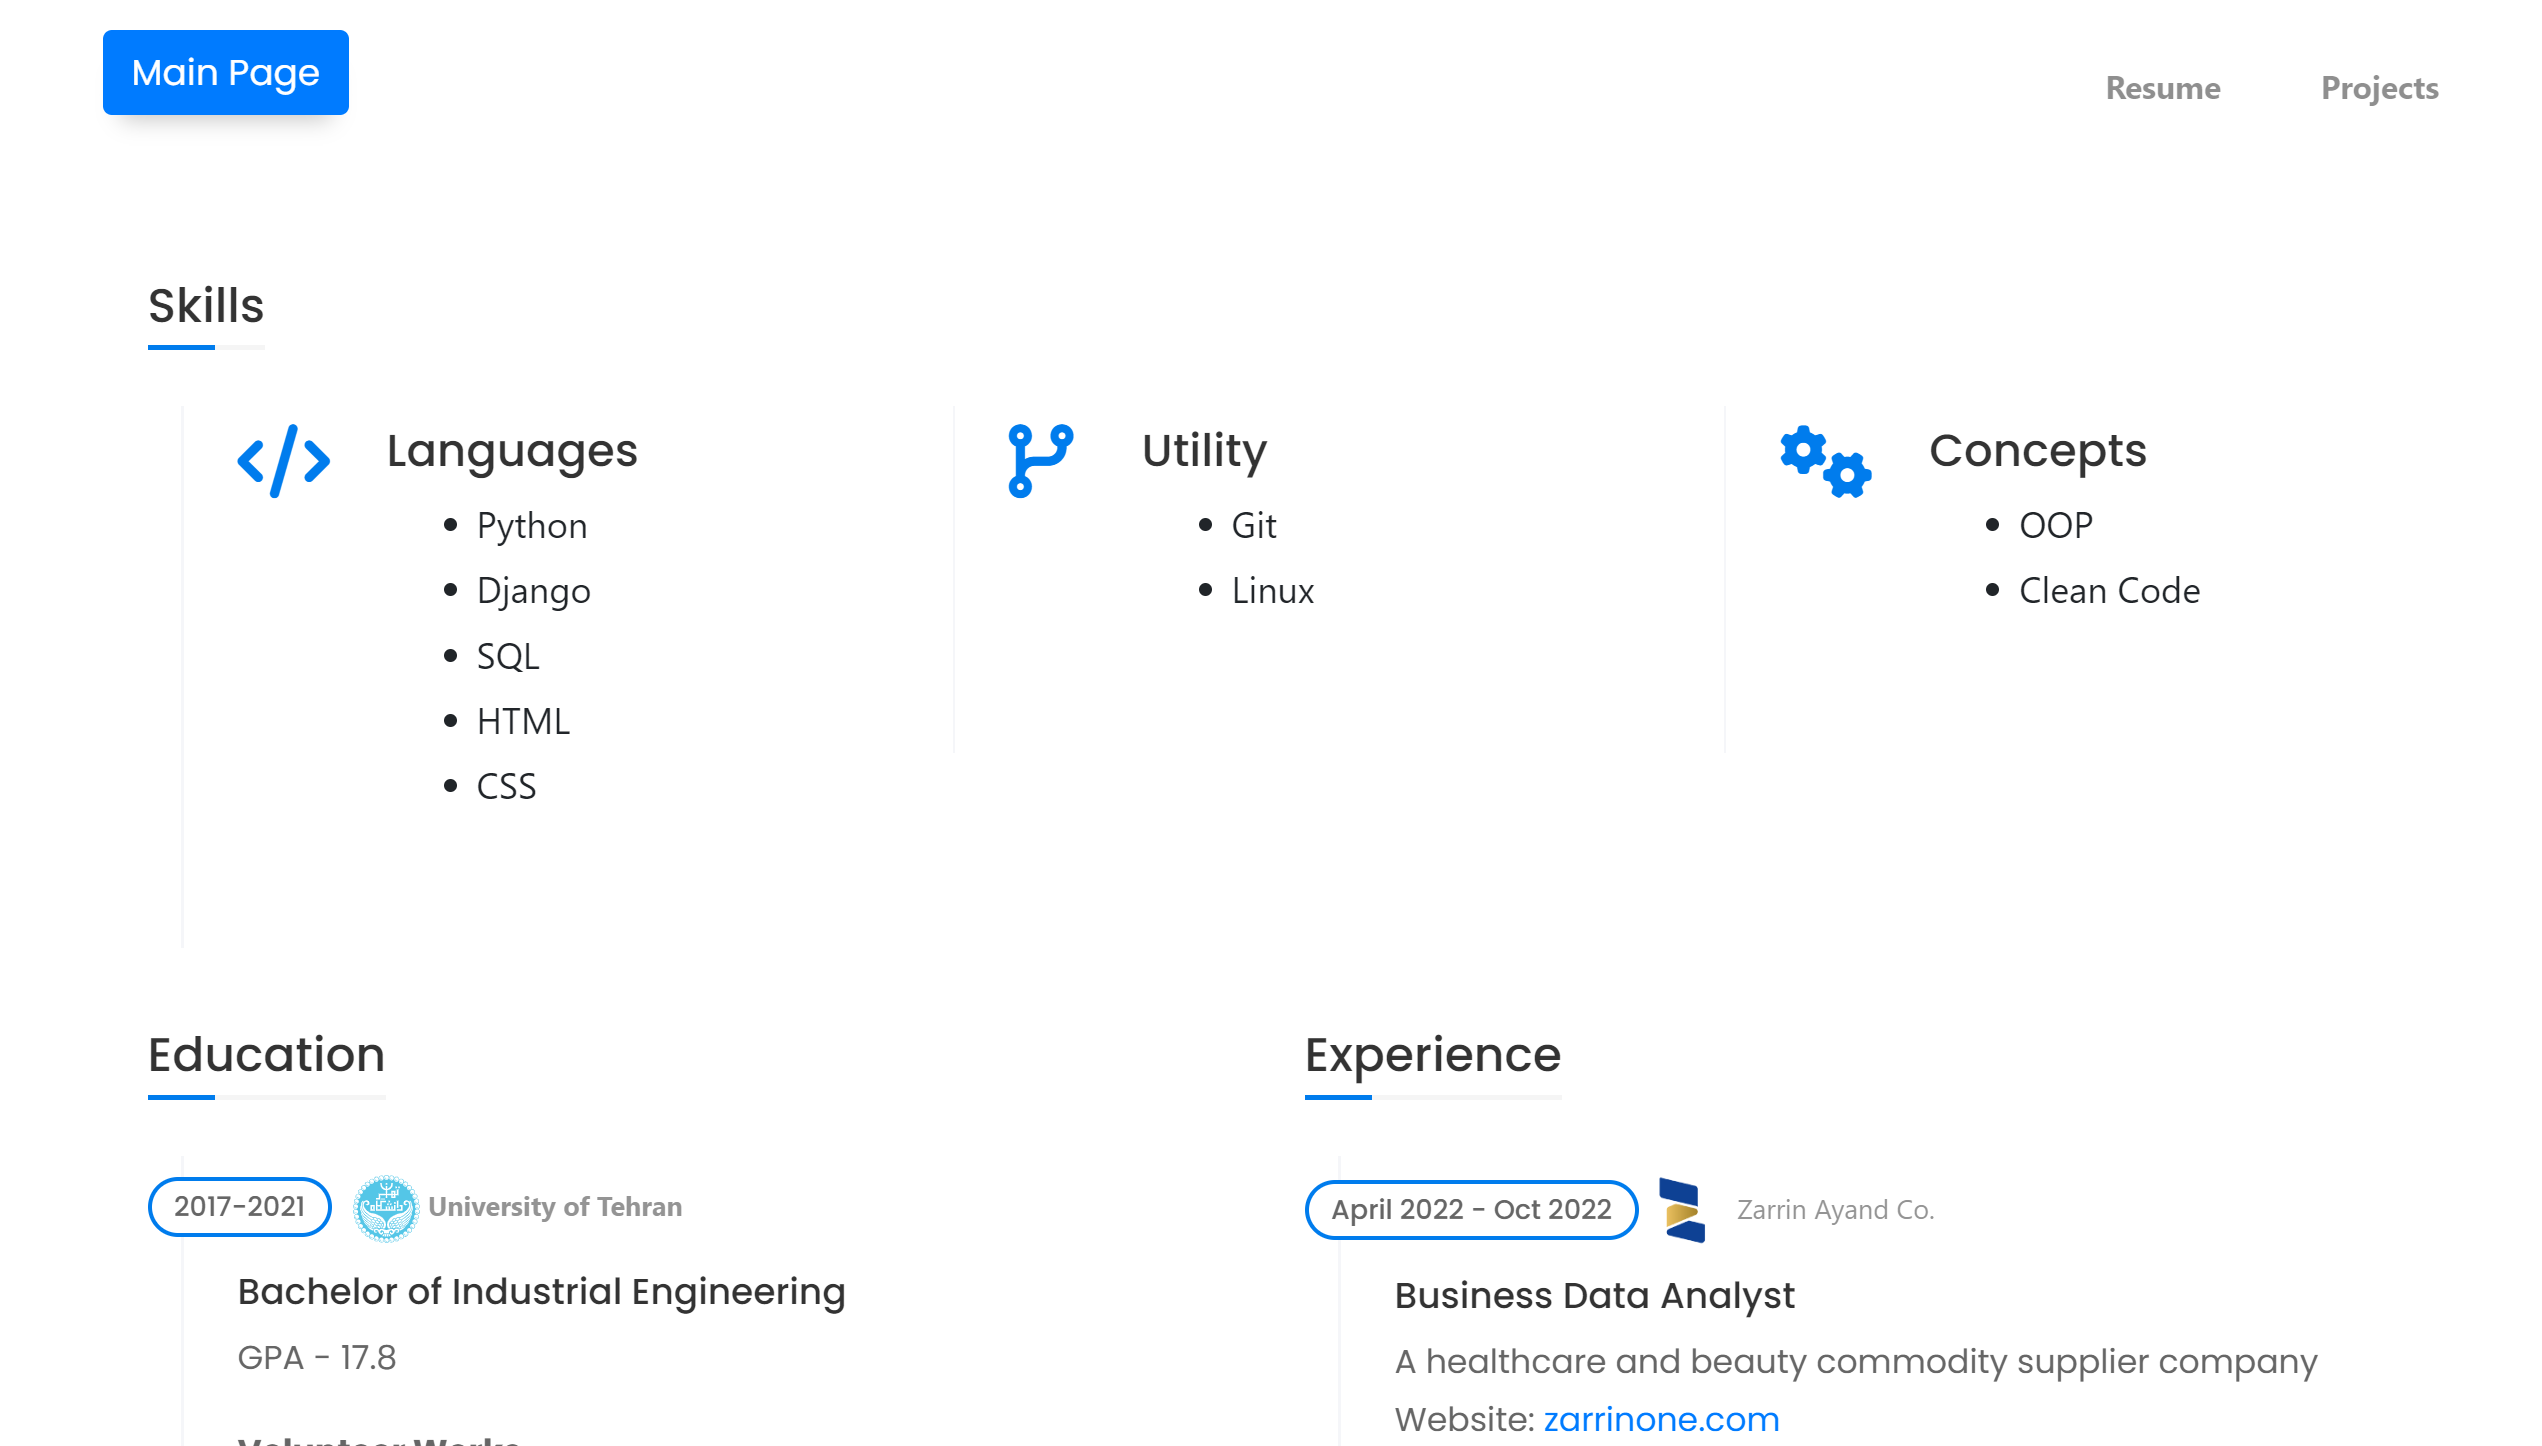 Main Page
Resume
Projects
Skills
Languages
Python
Django
SQL
HTML
CSS
Utility
Git
Linux
Concepts
OOP
Clean Code
Education
2017-2021
University of Tehran
Bachelor of Industrial Engineering
GPA - 17.8
Volunteer Works
Experience
April 2022 - Oct 2022
Zarrin Ayand Co.
Business Data Analyst
A healthcare and beauty commodity supplier company
Website: zarrinone.com